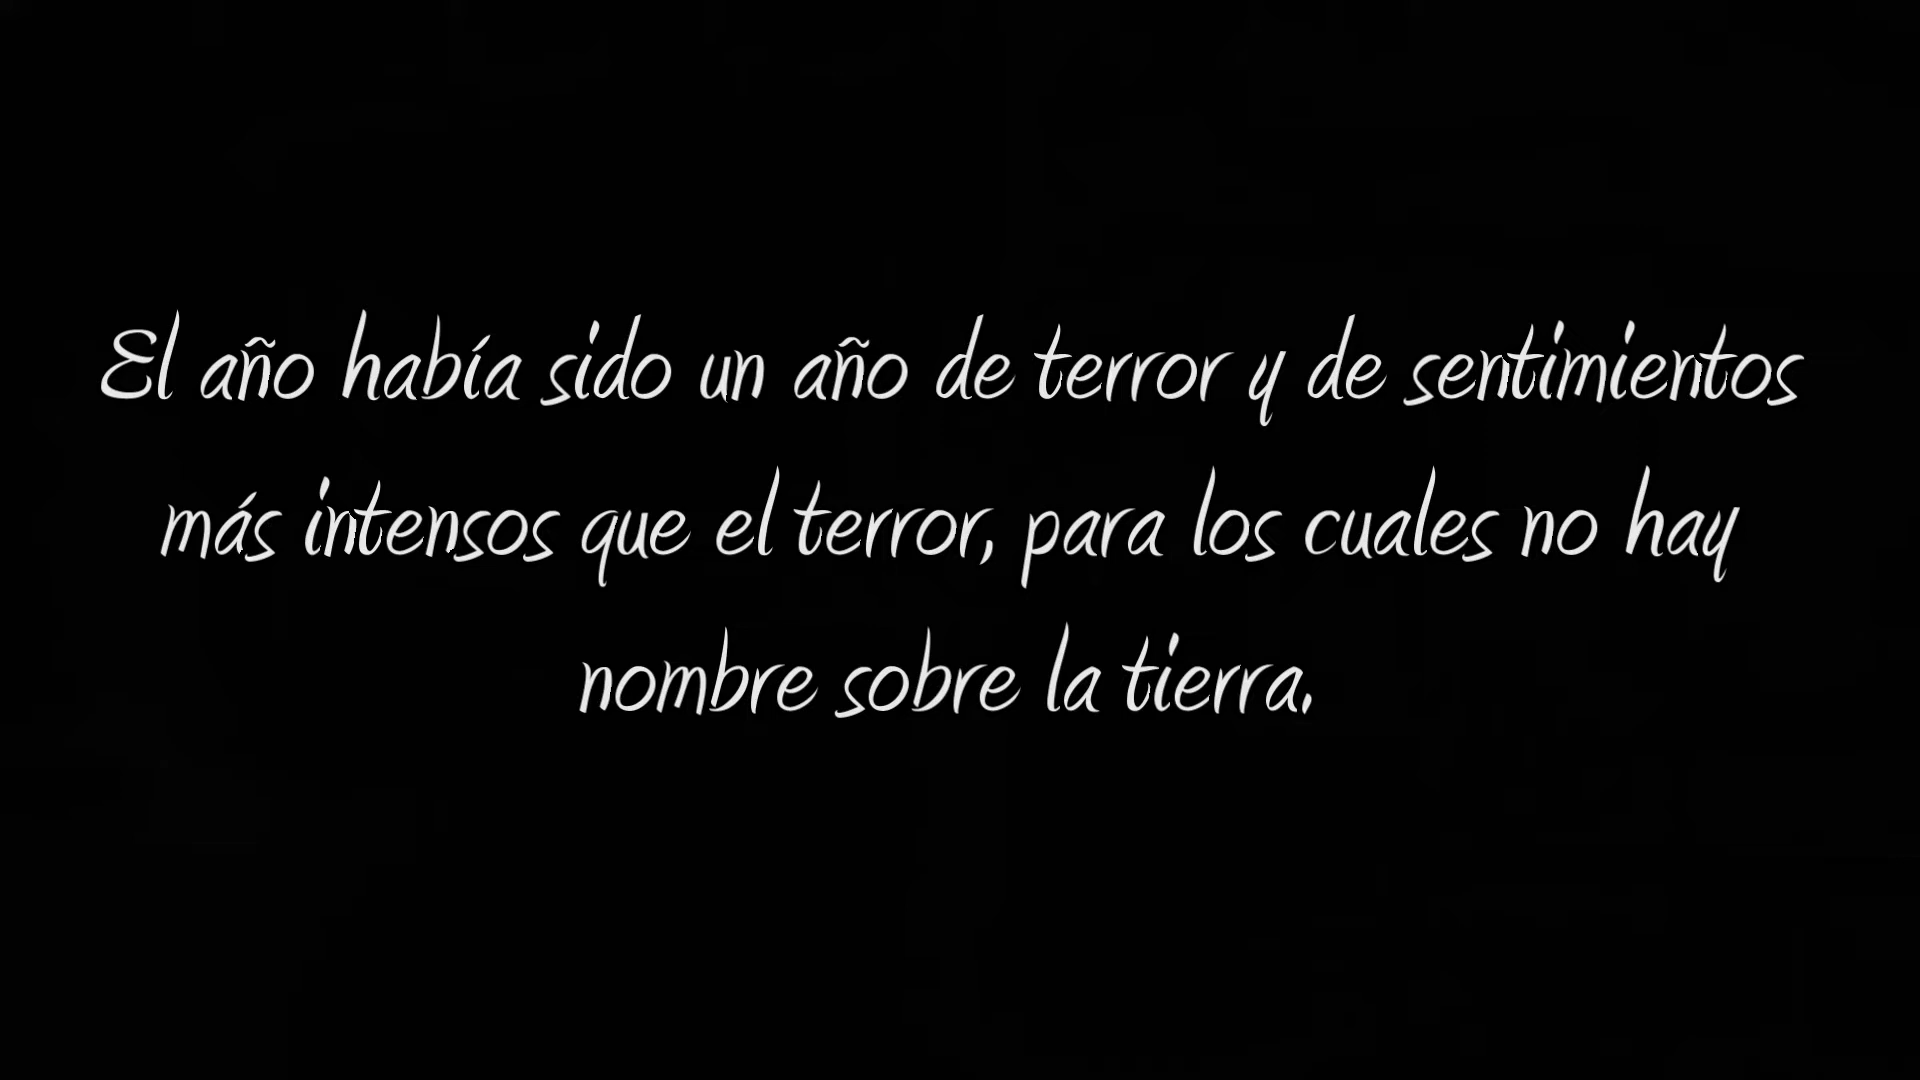 El año había sido un año de terror y de sentimientos
más intensos que el terror, para los cuales no hay
nombre sobre la tierra.